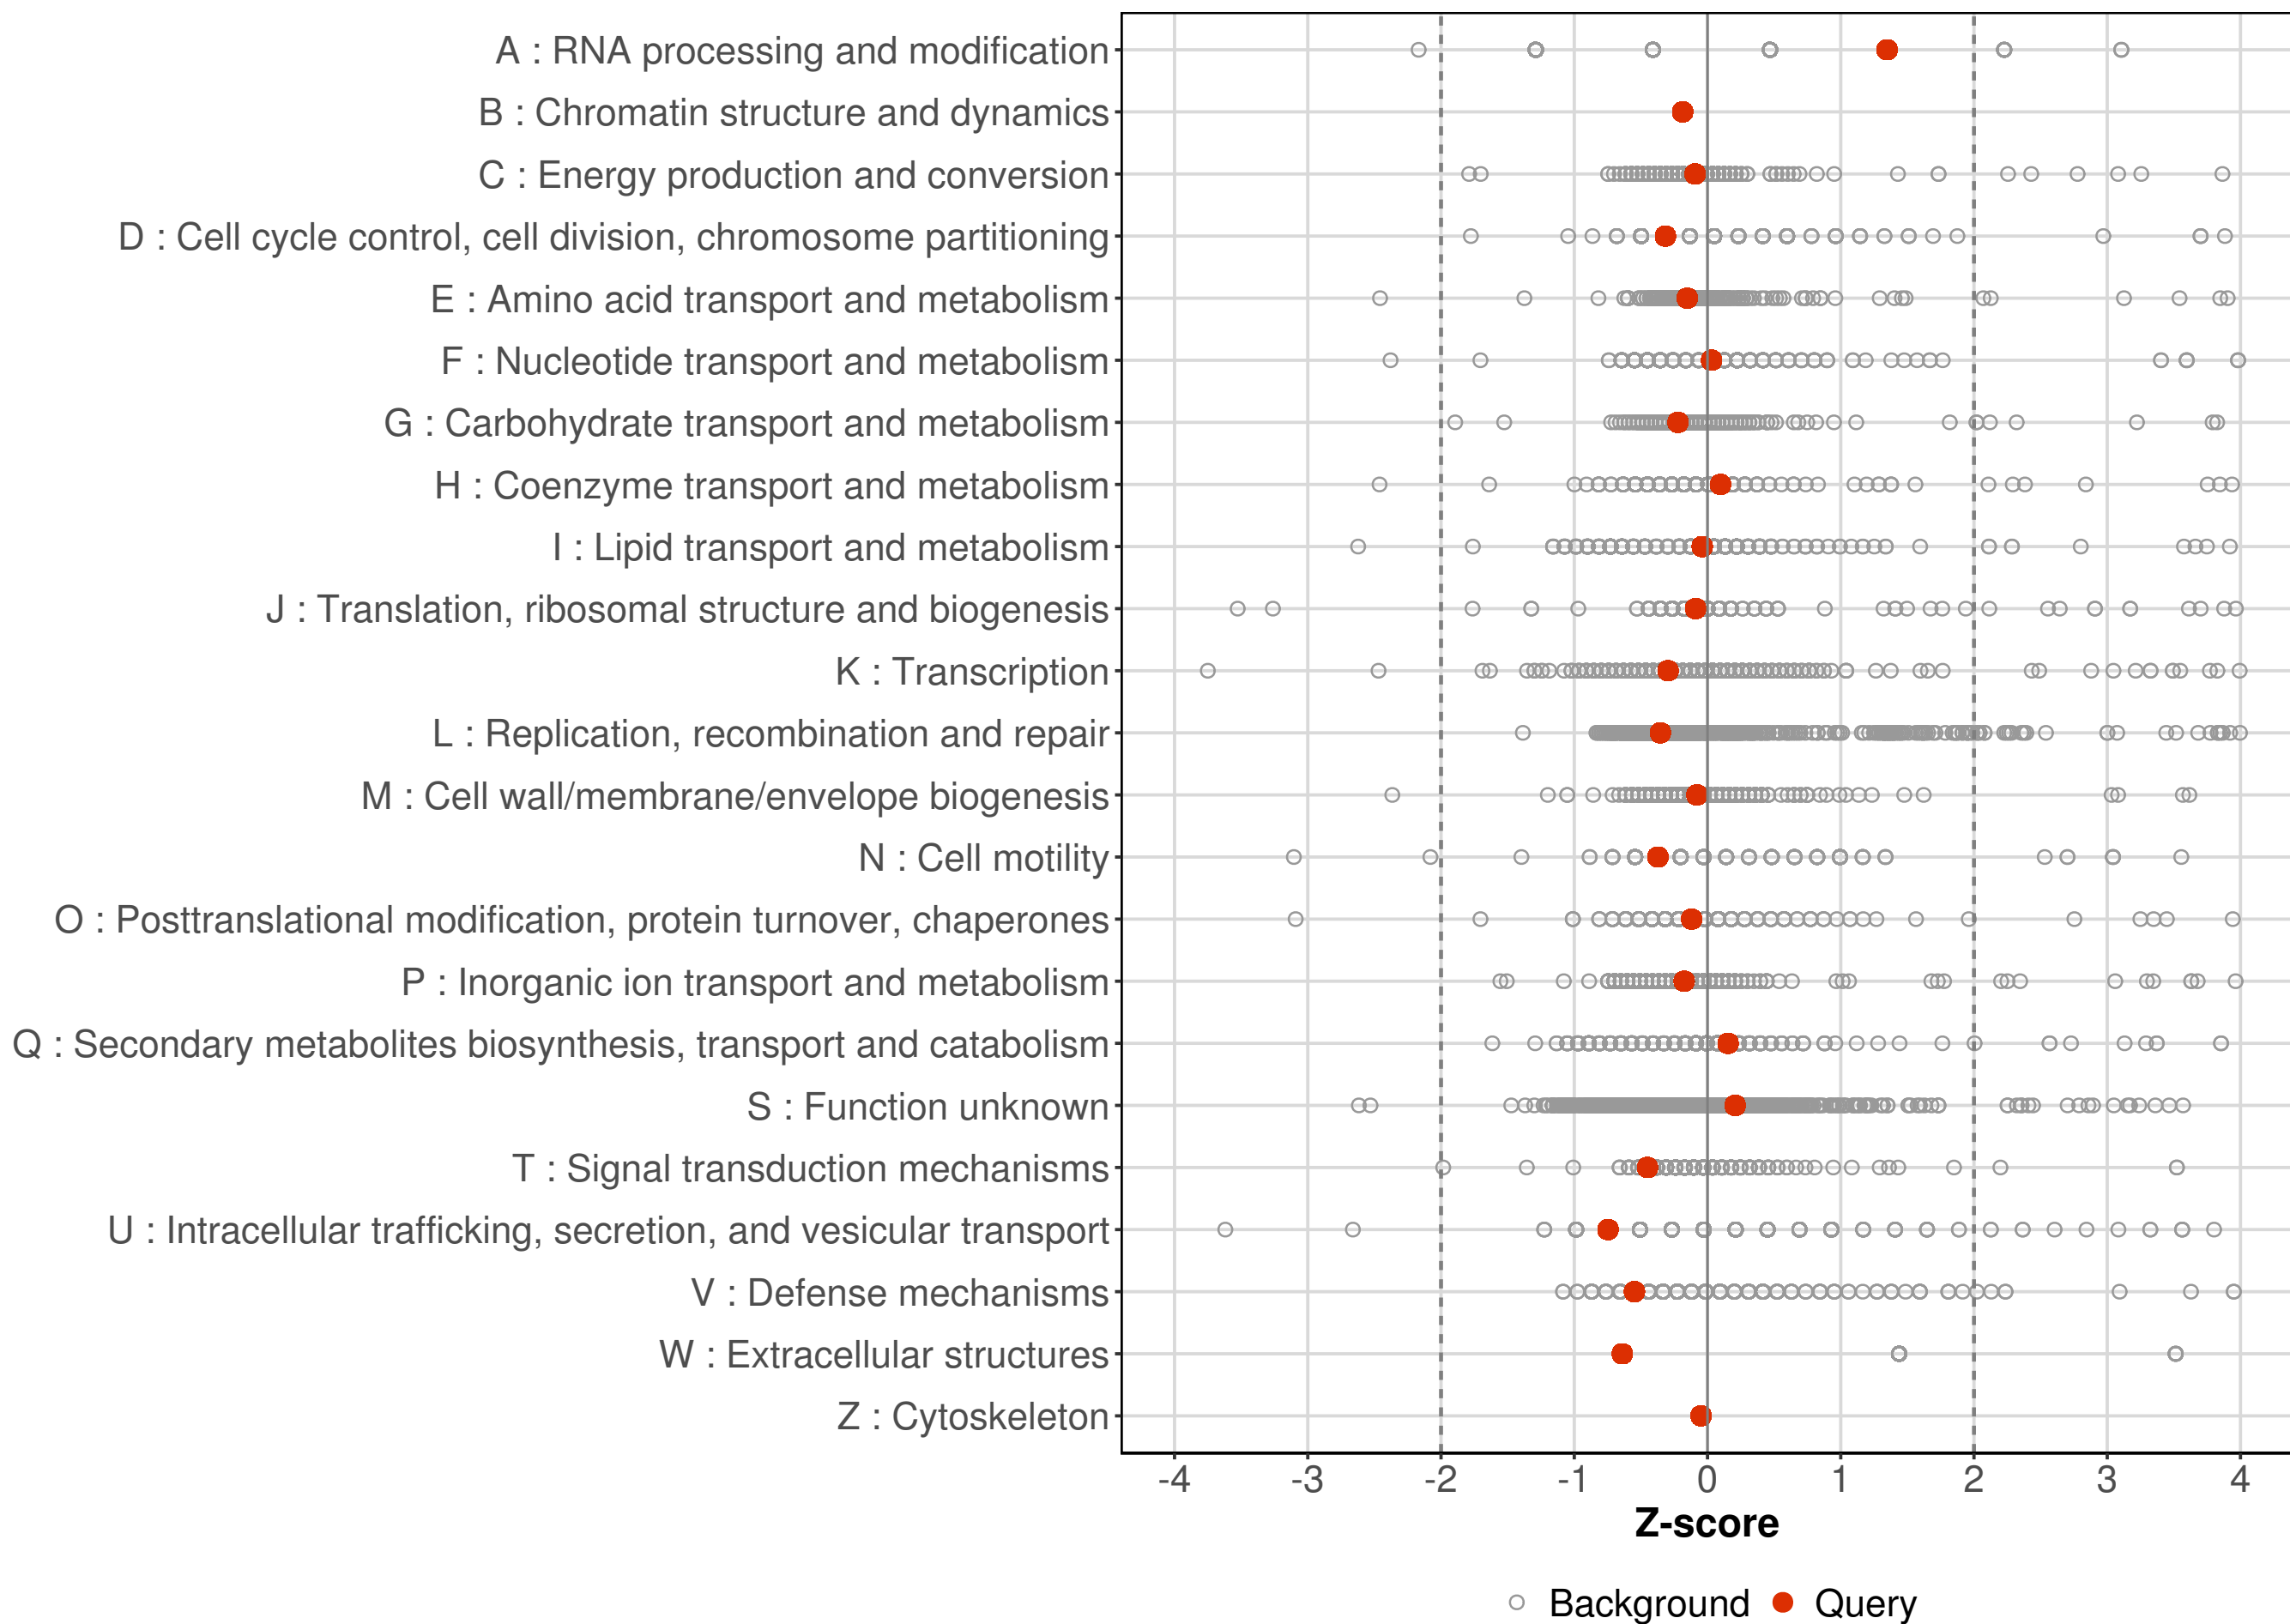 A : RNA processing and modification
B : Chromatin structure and dynamics
C : Energy production and conversion
D : Cell cycle control, cell division, chromosome partitioning
E : Amino acid transport and metabolism
F : Nucleotide transport and metabolism
G : Carbohydrate transport and metabolism
H : Coenzyme transport and metabolism
I : Lipid transport and metabolism
J : Translation, ribosomal structure and biogenesis
K : Transcription
L : Replication, recombination and repair
M : Cell wall/membrane/envelope biogenesis
N : Cell motility
O : Posttranslational modification, protein turnover, chaperones
P : Inorganic ion transport and metabolism
Q : Secondary metabolites biosynthesis, transport and catabolism
S : Function unknown
T : Signal transduction mechanisms
U : Intracellular trafficking, secretion, and vesicular transport
V : Defense mechanisms
W : Extracellular structures
Z : Cytoskeleton
-4 -3 -2 -1 0 1 2 3 4
Z-score
Background Query